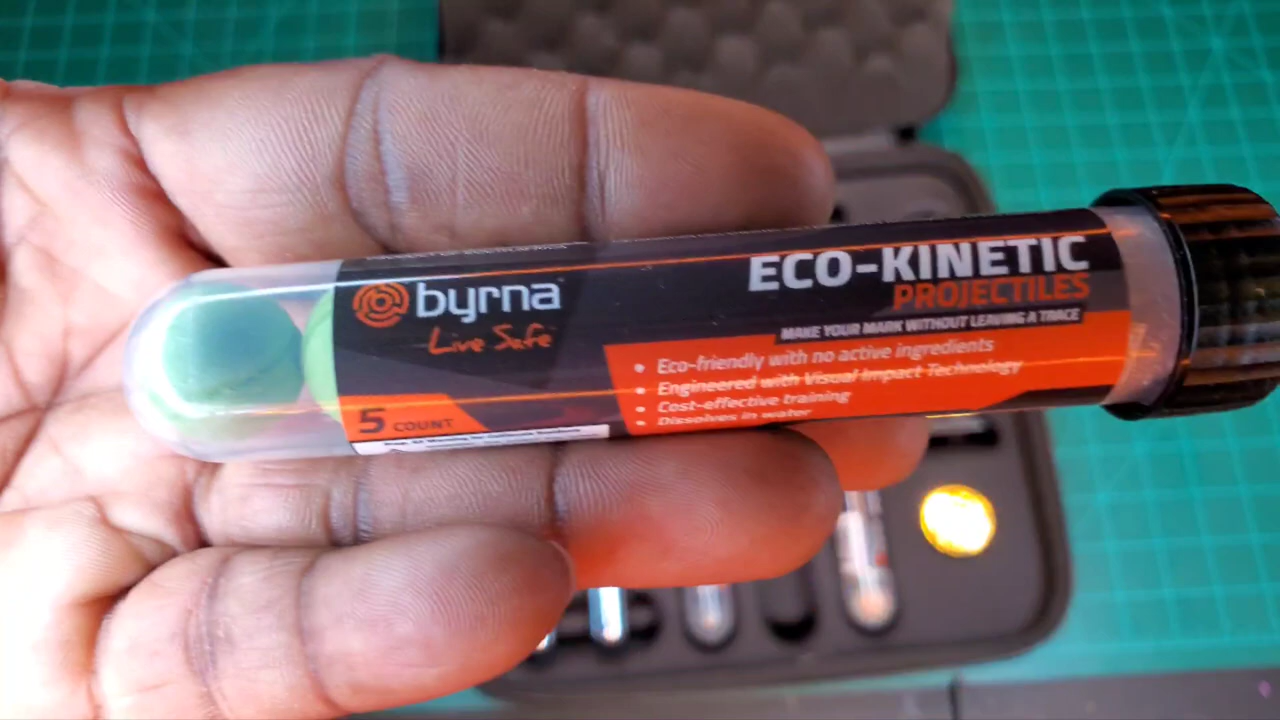 byrna
Live Safe
5 COUNT
ECO-KINETIC
PROJECTILES
MAKE YOUR MARK WITHOUT LEAVING A TRACE
• Eco-friendly with no active ingredients
• Engineered with Visual Impact Technology
• Cost-effective training
• Dissolves in water